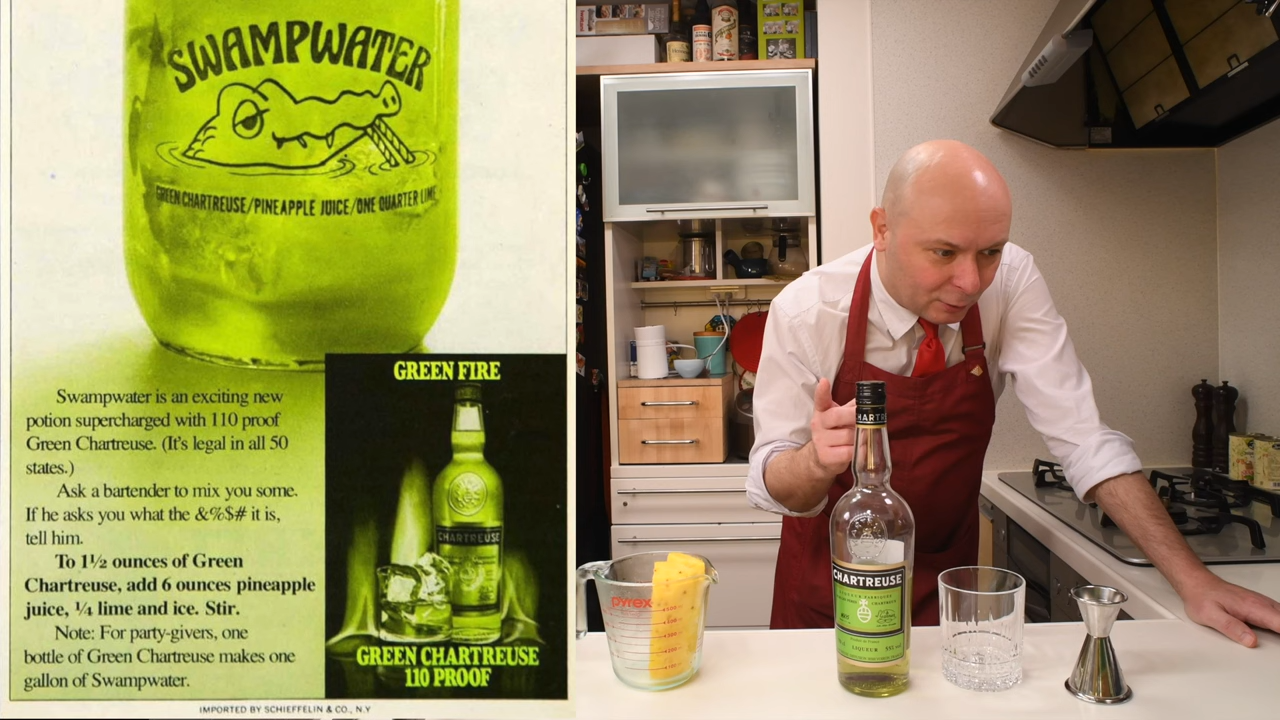 SWAMPWATER
GREEN CHARTREUSE/PINEAPPLE JUICE/ONE QUARTER LIME
Swampwater is an exciting new
potion supercharged with 110 proof
Green Chartreuse. (It's legal in all 50
states.)
Ask a bartender to mix you some.
If he asks you what the &%$# it is,
tell him.
To 1½ ounces of Green
Chartreuse, add 6 ounces pineapple
juice, ¼ lime and ice. Stir.
Note: For party-givers, one
bottle of Green Chartreuse makes one
gallon of Swampwater.
GREEN FIRE
CHARTREUSE
GREEN CHARTREUSE
110 PROOF
IMPORTED BY SCHIEFFELIN & CO., N.Y
CHARTRE
CHARTREUSE
LIQUEUR
PYREX